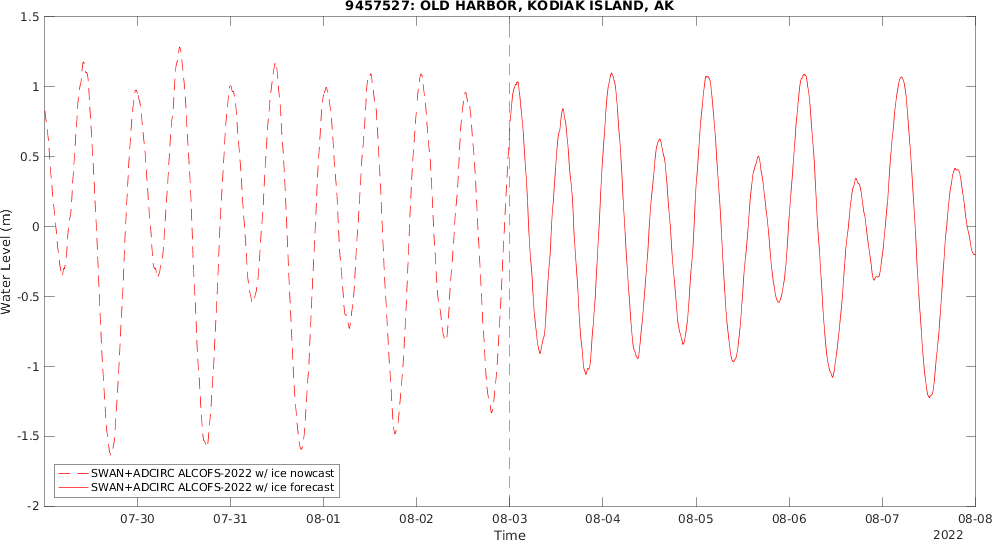 9457527: OLD HARBOR, KODIAK ISLAND, AK
1.5
1
0.5
0
-0.5
-1
-1.5
-2
Water Level (m)
SWAN+ADCIRC ALCOFS-2022 w/ ice nowcast
SWAN+ADCIRC ALCOFS-2022 w/ ice forecast
07-30 07-31 08-01 08-02 08-03 08-04 08-05 08-06 08-07 08-08
Time
2022